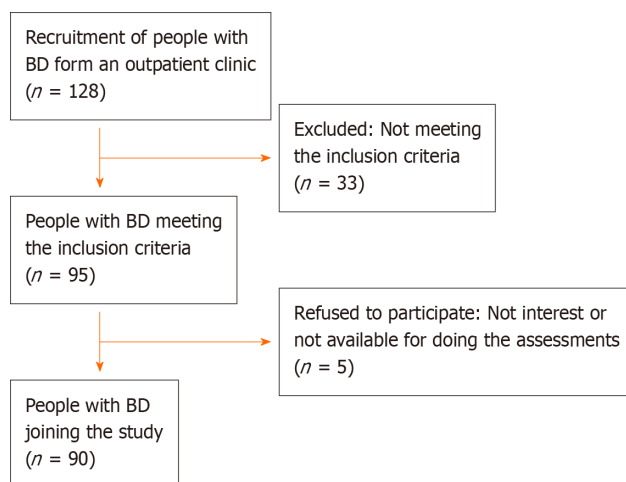 Recruitment of people with
BD form an outpatient clinic
(n = 128)
Excluded: Not meeting
the inclusion criteria
(n = 33)
People with BD meeting
the inclusion criteria
(n = 95)
Refused to participate: Not interest or
not available for doing the assessments
(n = 5)
People with BD
joining the study
(n = 90)